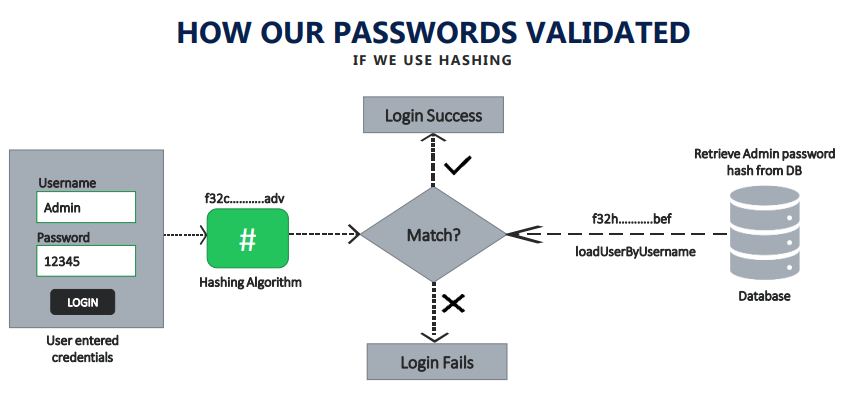 HOW OUR PASSWORDS VALIDATED
IF WE USE HASHING
Login Success
Username
Admin
Password
12345
LOGIN
User entered
credentials
f32c...........adv
#
Hashing Algorithm
Match?
Login Fails
f32h...........bef
loadUserByUsername
Retrieve Admin password
hash from DB
Database